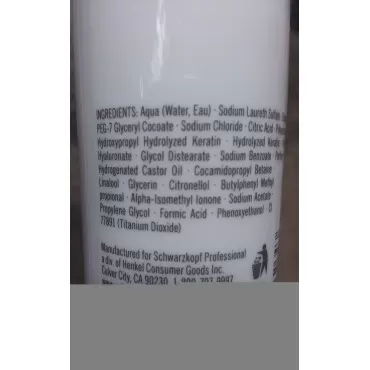 INGREDIENTS: Aqua (Water, Eau) · Sodium Laureth
PEG-7 Glyceryl Cocoate · Sodium Chloride · Citric Acid ·
Hydroxypropyl Hydrolyzed Keratin · Hydrolyzed
Hyaluronate · Glycol Distearate · Sodium Benzoate ·
Hydrogenated Castor Oil · Cocamidopropyl Betaine
Linalool · Glycerin · Citronellol · Butylphenyl
propional · Alpha-Isomethyl Ionone · Sodium Acetate ·
Propylene Glycol · Formic Acid · Phenoxyethanol · CI
77891 (Titanium Dioxide)
Manufactured for Schwarzkopf Professional
a div. of Henkel Consumer Goods Inc.
Culver City, CA 90230